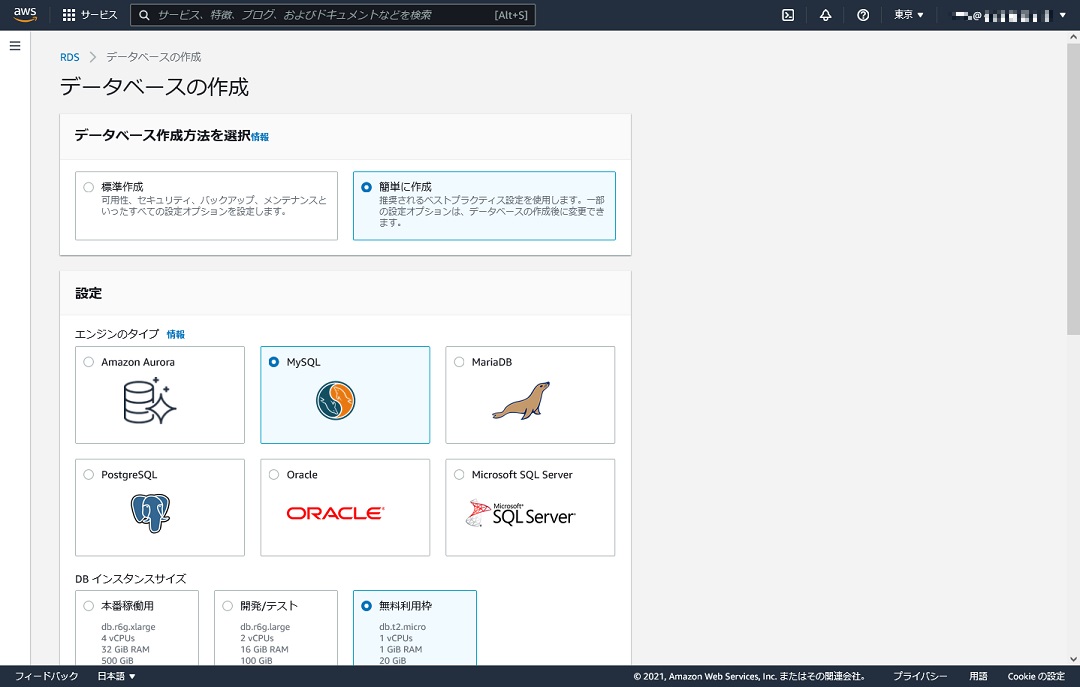 aws サービス サービス、特徴、ブログ、およびドキュメントなどを検索 [Alt+S] 東京
RDS データベースの作成
データベースの作成
データベース作成方法を選択 情報
標準作成
可用性、セキュリティ、バックアップ、メンテナンスと
いったすべての設定オプションを設定します。
簡単に作成
推奨されるベストプラクティス設定を使用します。一部
の設定オプションは、データベースの作成後に変更でき
ます。
設定
エンジンのタイプ 情報
Amazon Aurora
MySQL
MariaDB
PostgreSQL
Oracle
ORACLE
Microsoft SQL Server
Microsoft
SQL Server
DB インスタンスサイズ
本番稼働用
db.r6g.xlarge
4 vCPUs
32 GiB RAM
500 GiB
開発/テスト
db.r6g.large
2 vCPUs
16 GiB RAM
100 GiB
無料利用枠
db.t2.micro
1 vCPUs
1 GiB RAM
20 GiB
フィードバック 日本語 © 2021, Amazon Web Services, Inc. またはその関連会社。 プライバシー 用語 Cookie の設定